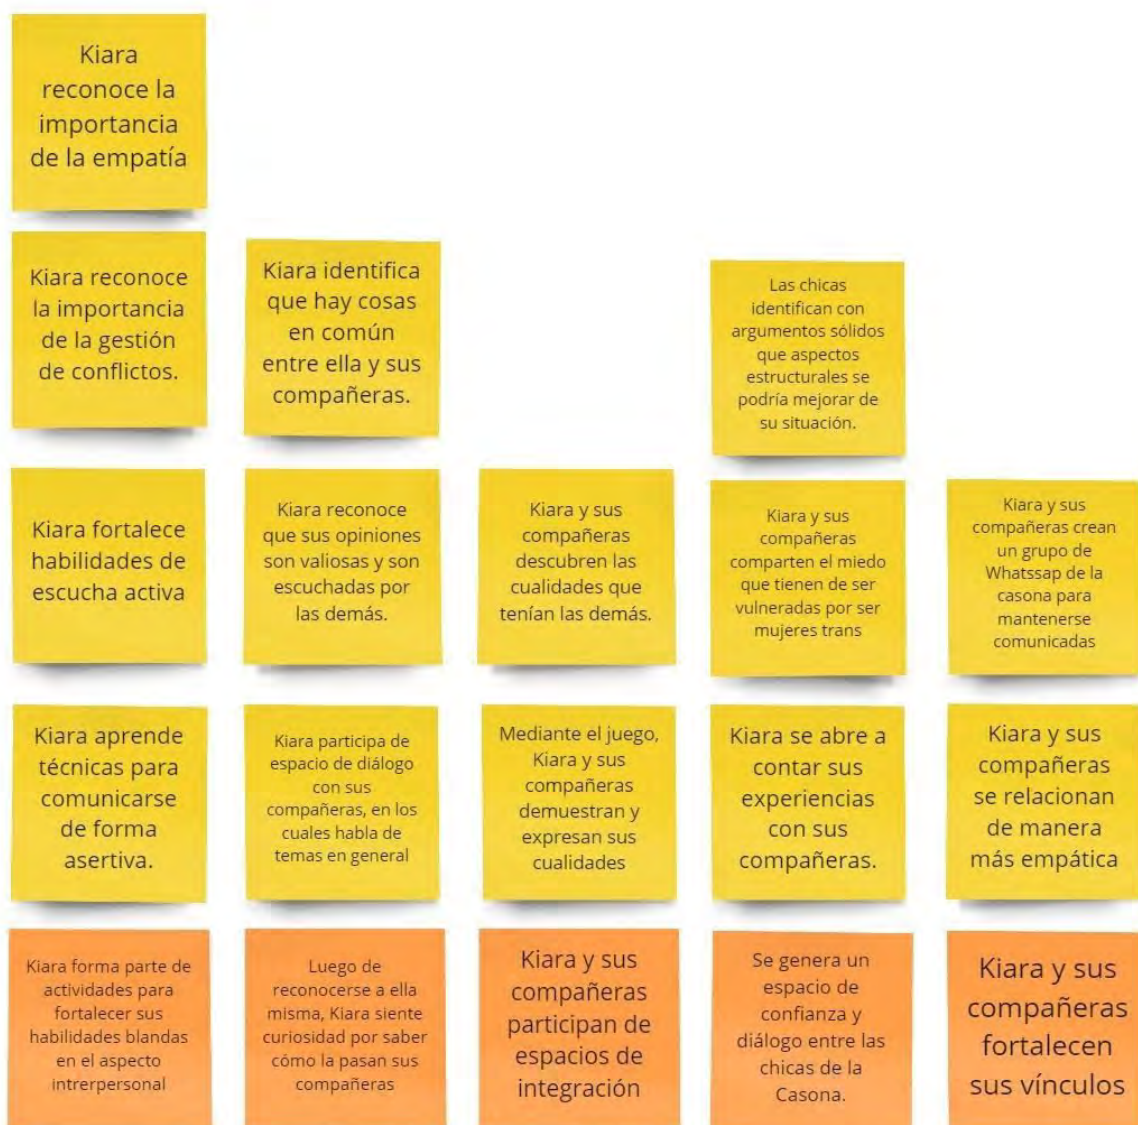 Kiara
reconoce la
importancia
de la empatía
Kiara reconoce
la importancia
de la gestión
de conflictos.
Kiara identifica
que hay cosas
en común
entre ella y sus
compañeras.
Las chicas
identifican con
argumentos sólidos
que aspectos
estructurales se
podría mejorar de
su situación.
Kiara fortalece
habilidades de
escucha activa
Kiara reconoce
que sus opiniones
son valiosas y son
escuchadas por
las demás.
Kiara y sus
compañeras
descubren las
cualidades que
tenían las demás.
Kiara y sus
compañeras
comparten el miedo
que tienen de ser
vulneradas por ser
mujeres trans
Kiara y sus
compañeras crean
un grupo de
Whatssap de la
casona para
mantenerse
comunicadas
Kiara aprende
técnicas para
comunicarse
de forma
asertiva.
Kiara participa de
espacio de diálogo
con sus
compañeras, en los
cuales habla de
temas en general
Mediante el juego,
Kiara y sus
compañeras
demuestran y
expresan sus
cualidades
Kiara se abre a
contar sus
experiencias
con sus
compañeras.
Kiara y sus
compañeras
se relacionan
de manera
más empática
Kiara forma parte de
actividades para
fortalecer sus
habilidades blandas
en el aspecto
intrerpersonal
Luego de
reconocerse a ella
misma, Kiara siente
curiosidad por saber
cómo la pasan sus
compañeras
Kiara y sus
compañeras
participan de
espacios de
integración
Se genera un
espacio de
confianza y
diálogo entre las
chicas de la
Casona.
Kiara y sus
compañeras
fortalecen
sus vínculos